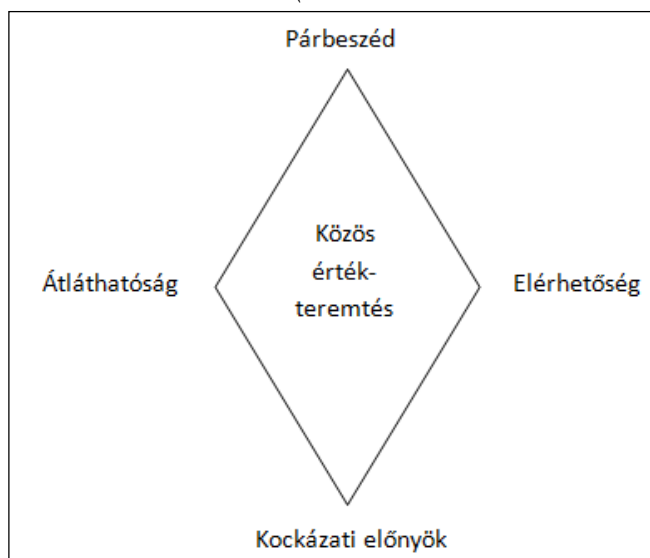 Párbeszéd
Közös
érték-
teremtés
Átláthatóság
Elérhetőség
Kockázati előnyök